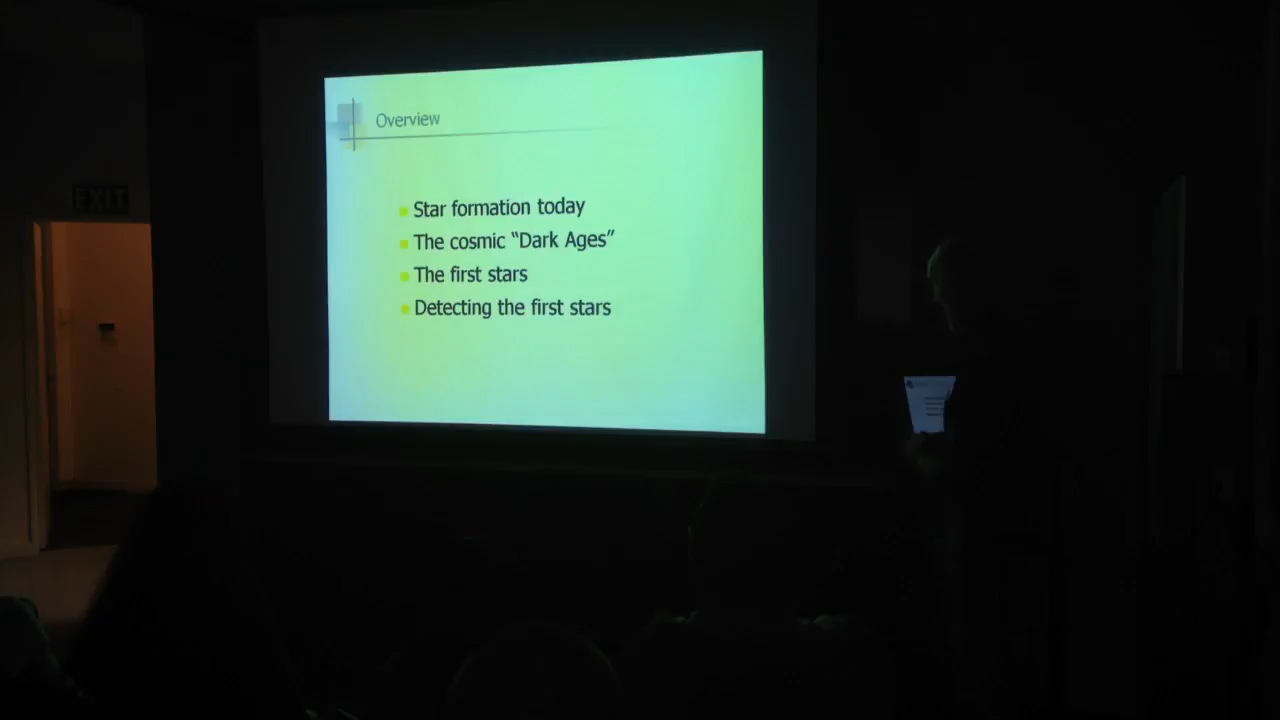 EXIT
Overview
Star formation today
The cosmic “Dark Ages”
The first stars
Detecting the first stars